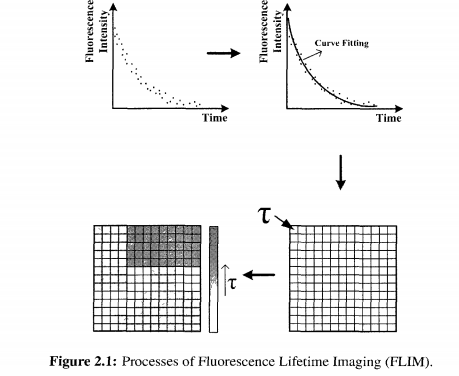 Fluorescence
Intensity
Time
Fluorescence
Intensity
Curve Fitting
Time
τ
τ
Figure 2.1: Processes of Fluorescence Lifetime Imaging (FLIM).